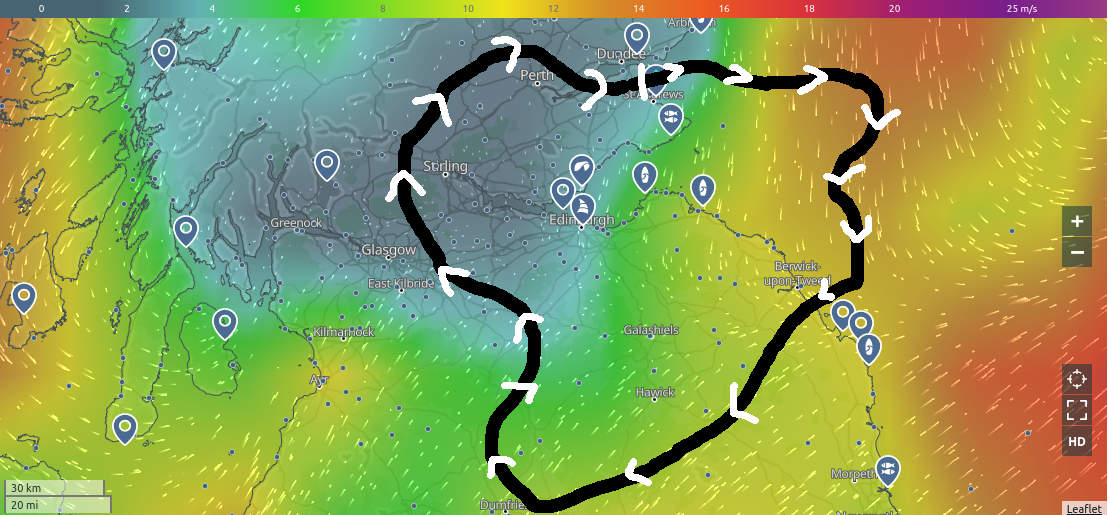 0 2 4 6 8 10 12 14 16 18 20 25 m/s
Dundee
Perth
St Andrews
Stirling
Greenock
Edinburgh
Glasgow
East Kilbride
Berwick-
upon-Tweed
Kilmarnock
Galashiels
Ayr
Hawick
Morpeth
Dumfries
+
−
HD
30 km
20 mi
Leaflet